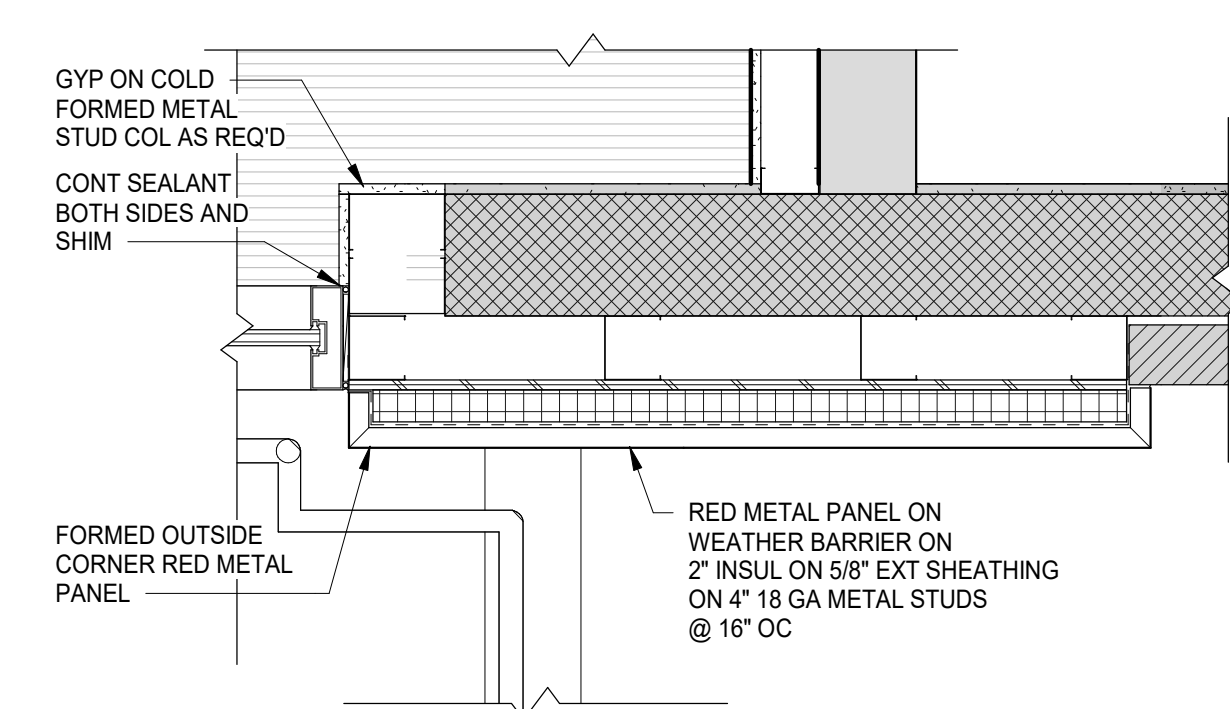 GYP ON COLD
FORMED METAL
STUD COL AS REQ'D
CONT SEALANT
BOTH SIDES AND
SHIM
FORMED OUTSIDE
CORNER RED METAL
PANEL
RED METAL PANEL ON
WEATHER BARRIER ON
2" INSUL ON 5/8" EXT SHEATHING
ON 4" 18 GA METAL STUDS
@ 16" OC